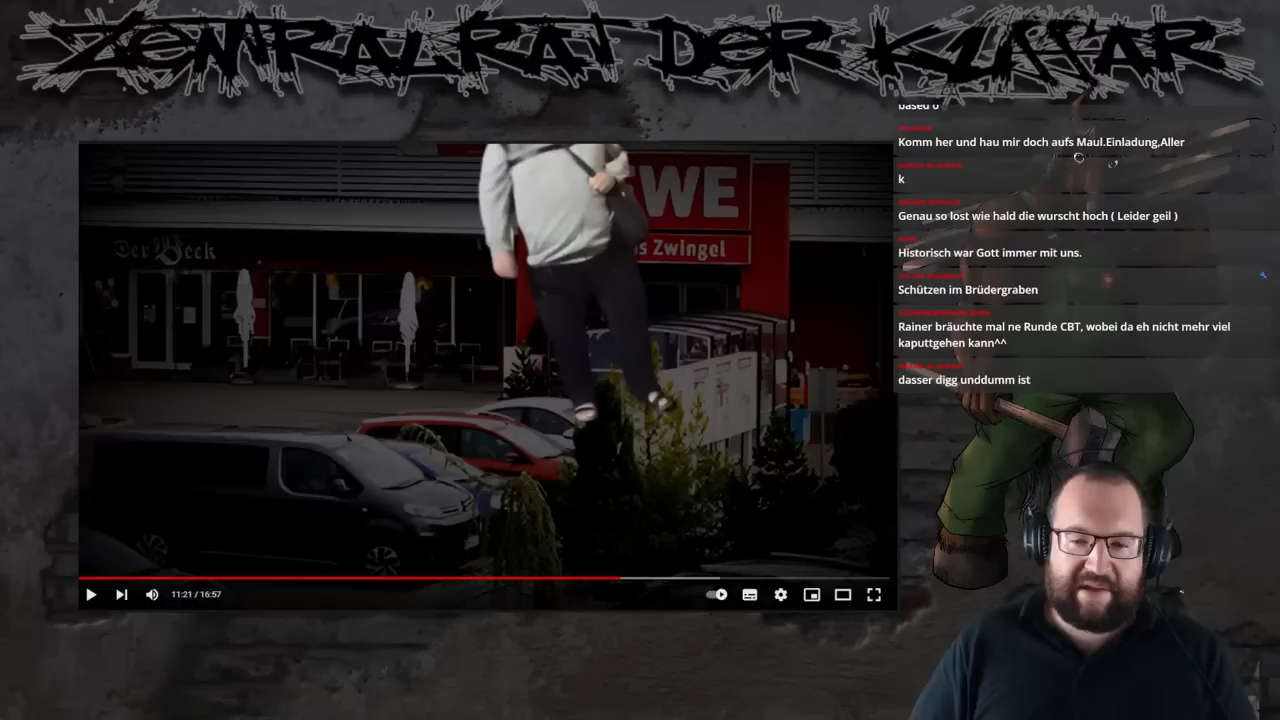 ZENTRALRAT DER KUFFAR
based o
Komm her und hau mir doch aufs Maul.Einladung,Aller
k
Genau so lost wie hald die wurscht hoch ( Leider geil )
Historisch war Gott immer mit uns.
Schützen im Brüdergraben
Rainer bräuchte mal ne Runde CBT, wobei da eh nicht mehr viel
kaputtgehen kann^^
dasser digg unddumm ist
WE
s Zwingel
Der Beck
11:21 / 16:57